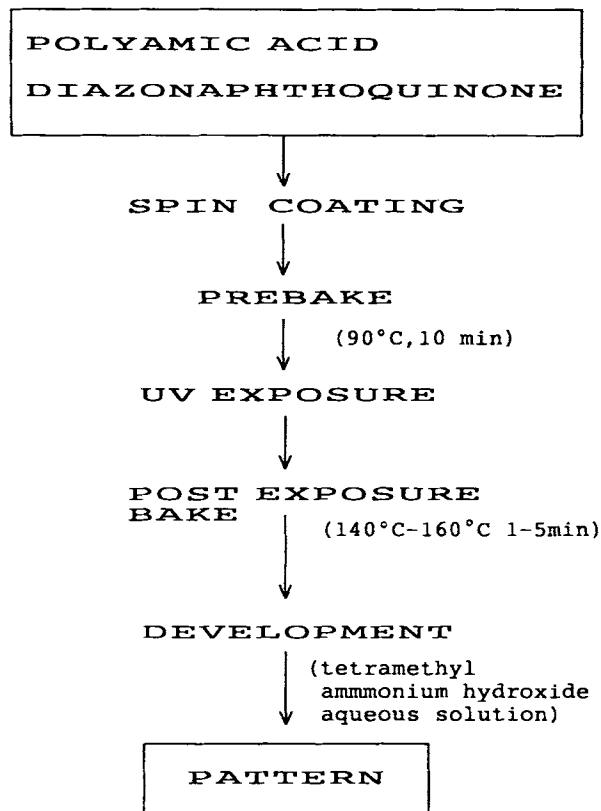 POLYAMIC ACID
DIAZONAPHTHOQUINONE
SPIN COATING
PREBAKE
(90°C,10 min)
UV EXPOSURE
POST EXPOSURE
BAKE
(140°C-160°C 1-5min)
DEVELOPMENT
(tetramethyl
ammmonium hydroxide
aqueous solution)
PATTERN